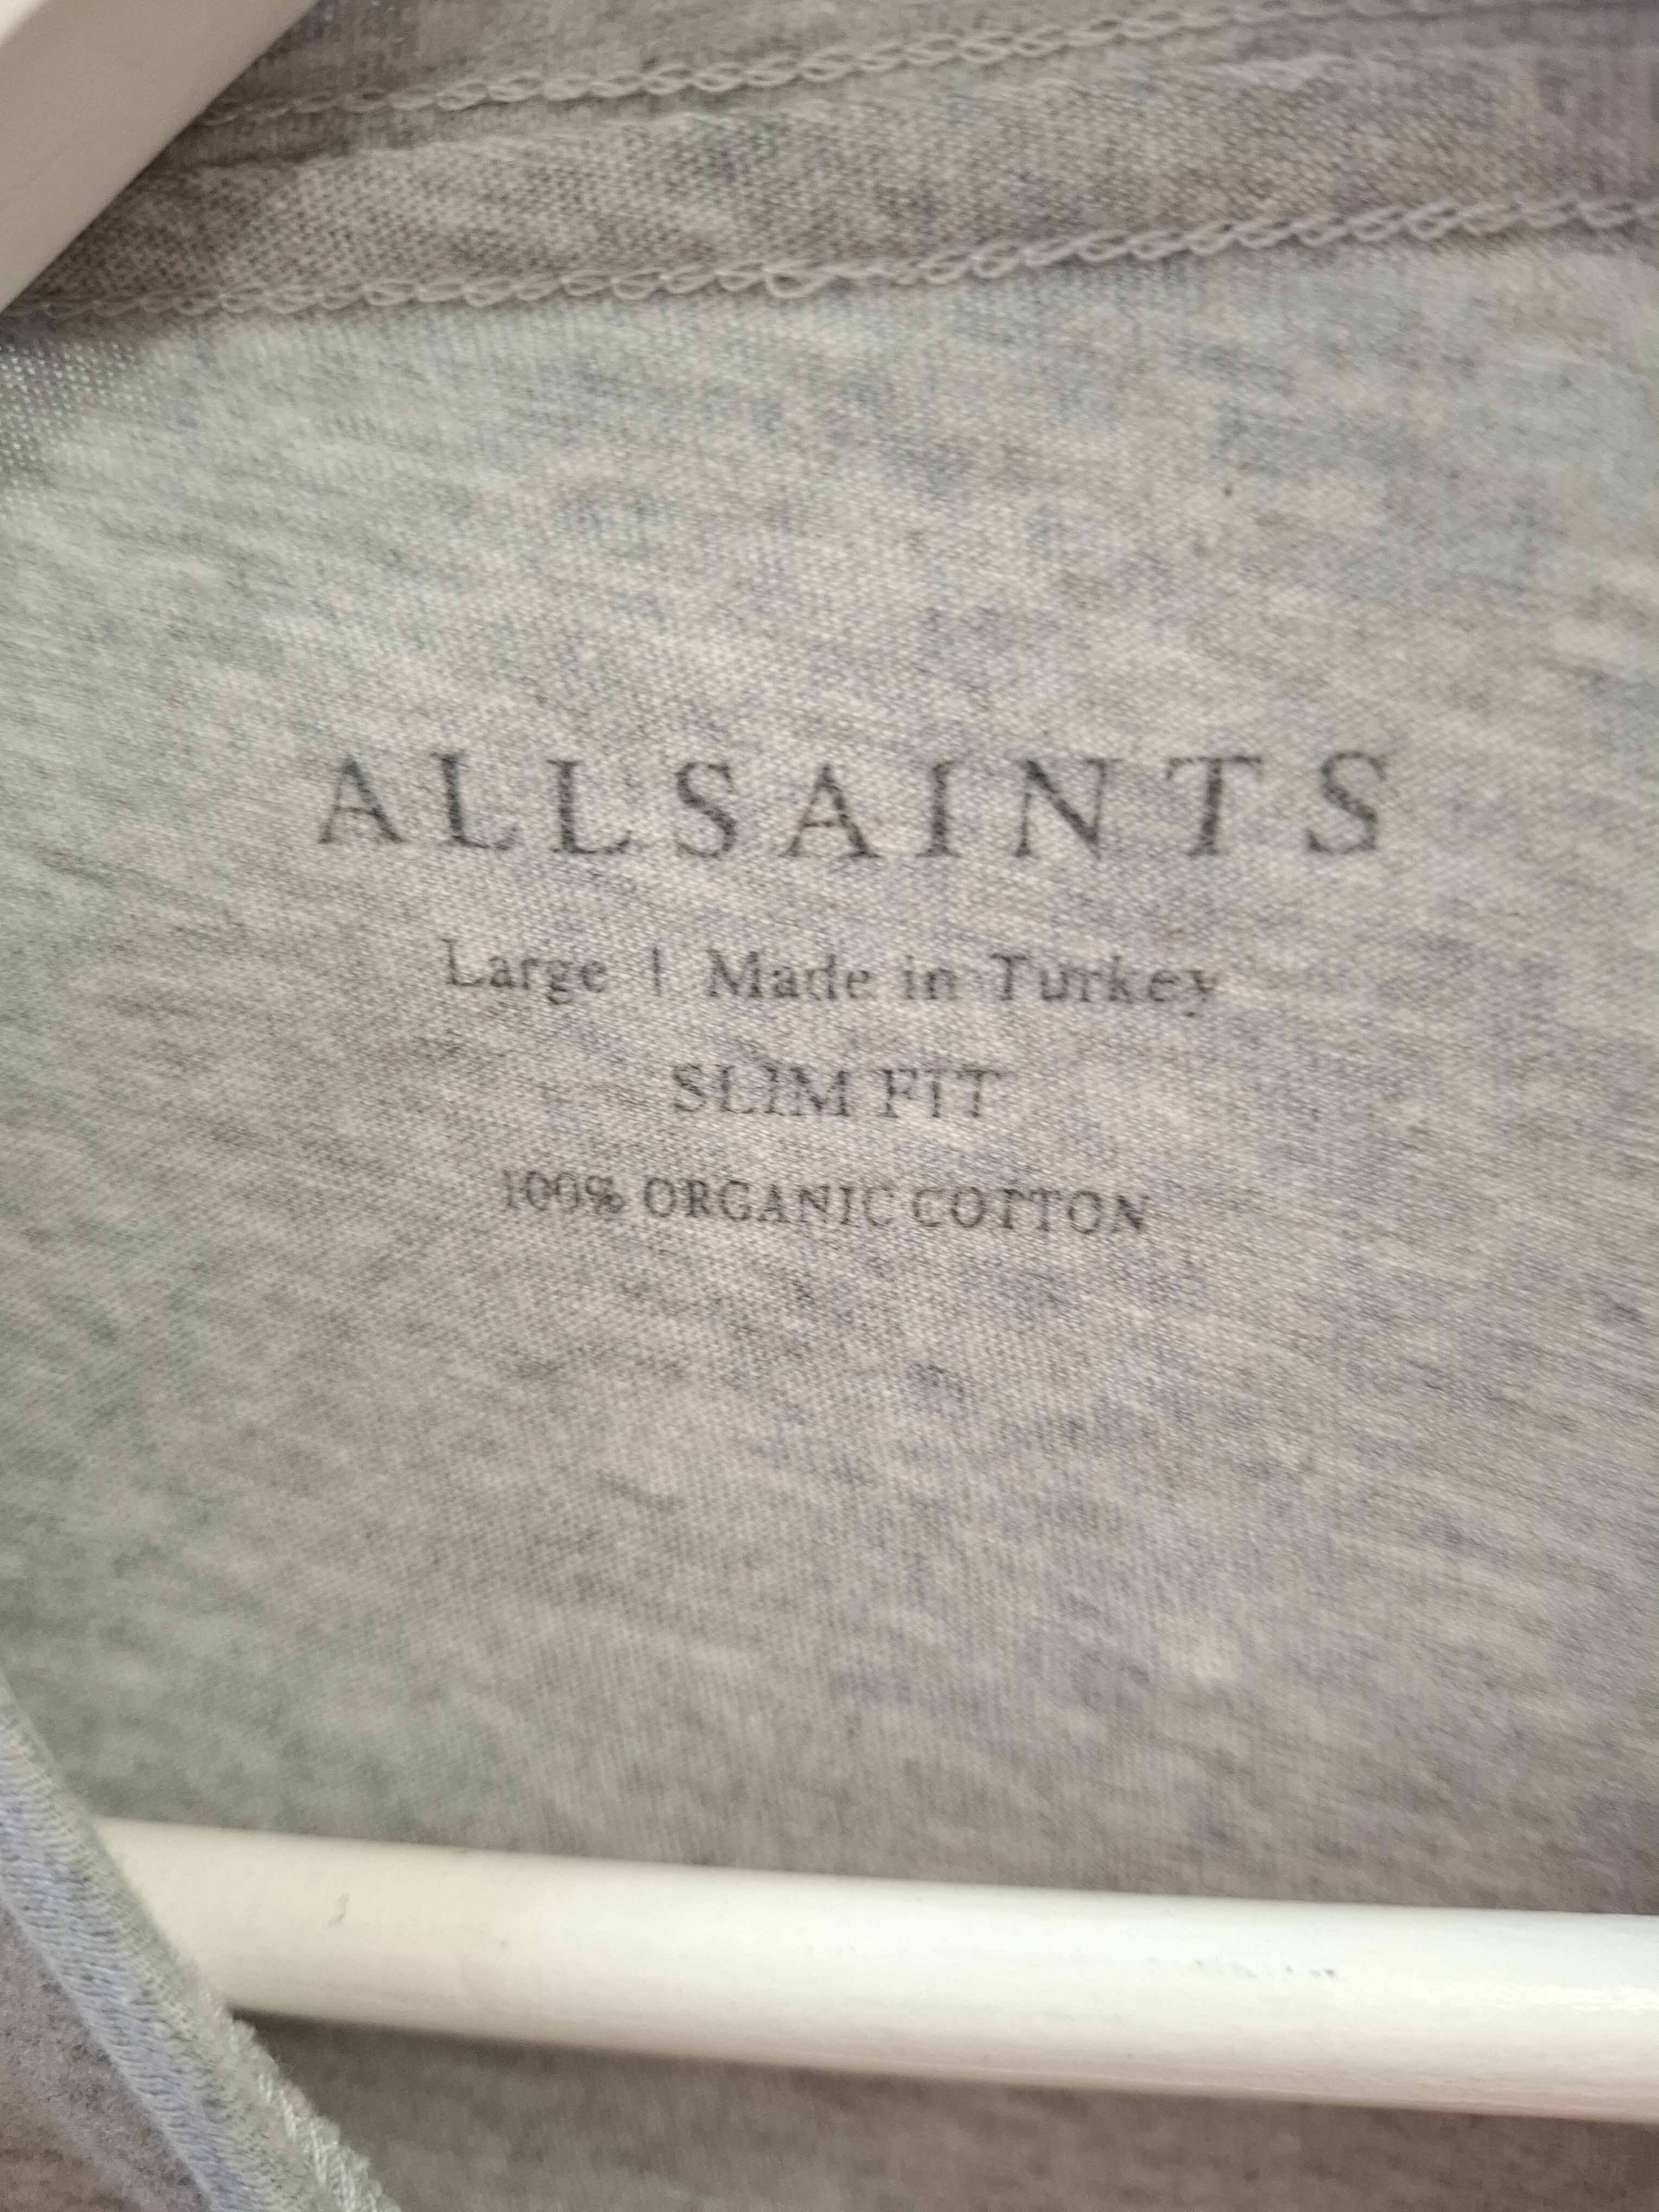 ALLSAINTS
Large | Made in Turkey
SLIM FIT
100% ORGANIC COTTON